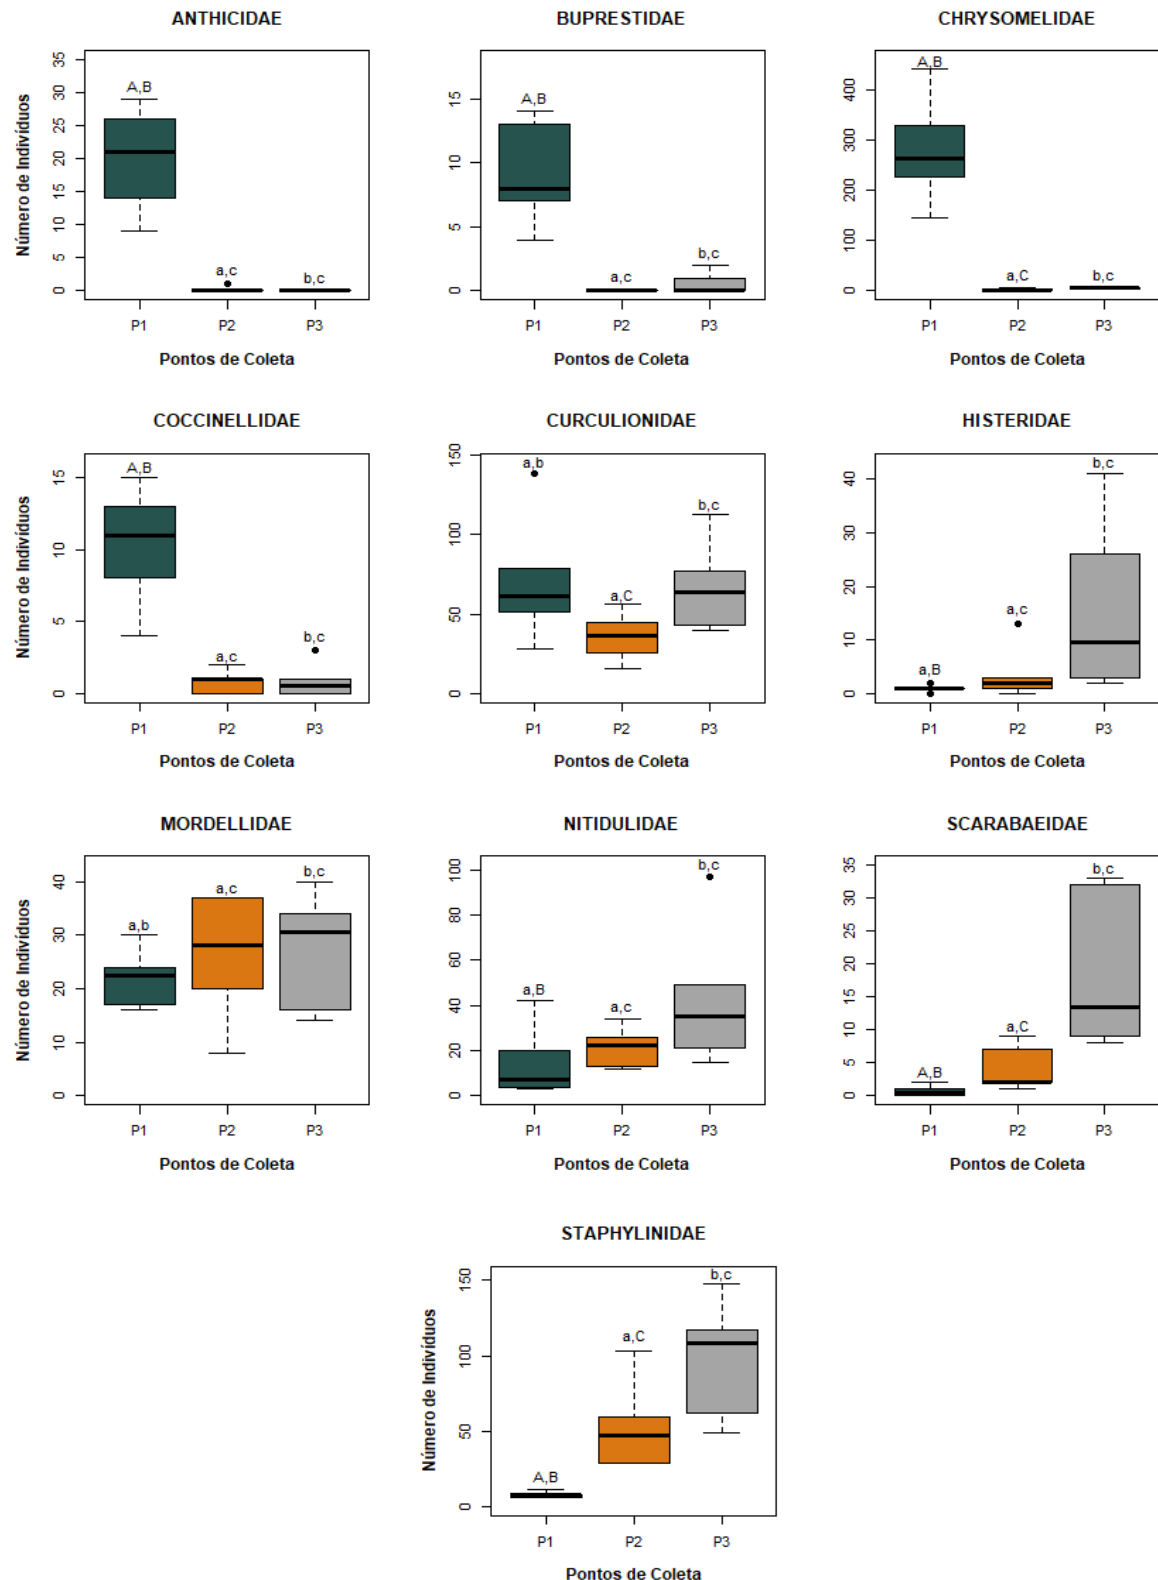 ANTHICIDAE
BUPRESTIDAE
CHRYSOMELIDAE
Número de Indivíduos
35
30
25
20
15
10
5
0
A,B
a,c
b,c
P1
P2
P3
Pontos de Coleta
15
10
5
0
A,B
a,c
b,c
P1
P2
P3
Pontos de Coleta
400
300
200
100
0
A,B
a,C
b,c
P1
P2
P3
Pontos de Coleta
COCCINELLIDAE
CURCULIONIDAE
HISTERIDAE
Número de Indivíduos
15
10
5
0
A,B
a,c
b,c
P1
P2
P3
Pontos de Coleta
150
100
50
0
a,b
a,C
b,c
P1
P2
P3
Pontos de Coleta
40
30
20
10
0
a,B
a,c
b,c
P1
P2
P3
Pontos de Coleta
MORDELLIDAE
NITIDULIDAE
SCARABAEIDAE
Número de Indivíduos
40
30
20
10
0
a,b
a,c
b,c
P1
P2
P3
Pontos de Coleta
100
80
60
40
20
0
a,B
a,c
b,c
P1
P2
P3
Pontos de Coleta
35
30
25
20
15
10
5
0
A,B
a,C
b,c
P1
P2
P3
Pontos de Coleta
STAPHYLINIDAE
Número de Indivíduos
150
100
50
0
A,B
a,C
b,c
P1
P2
P3
Pontos de Coleta